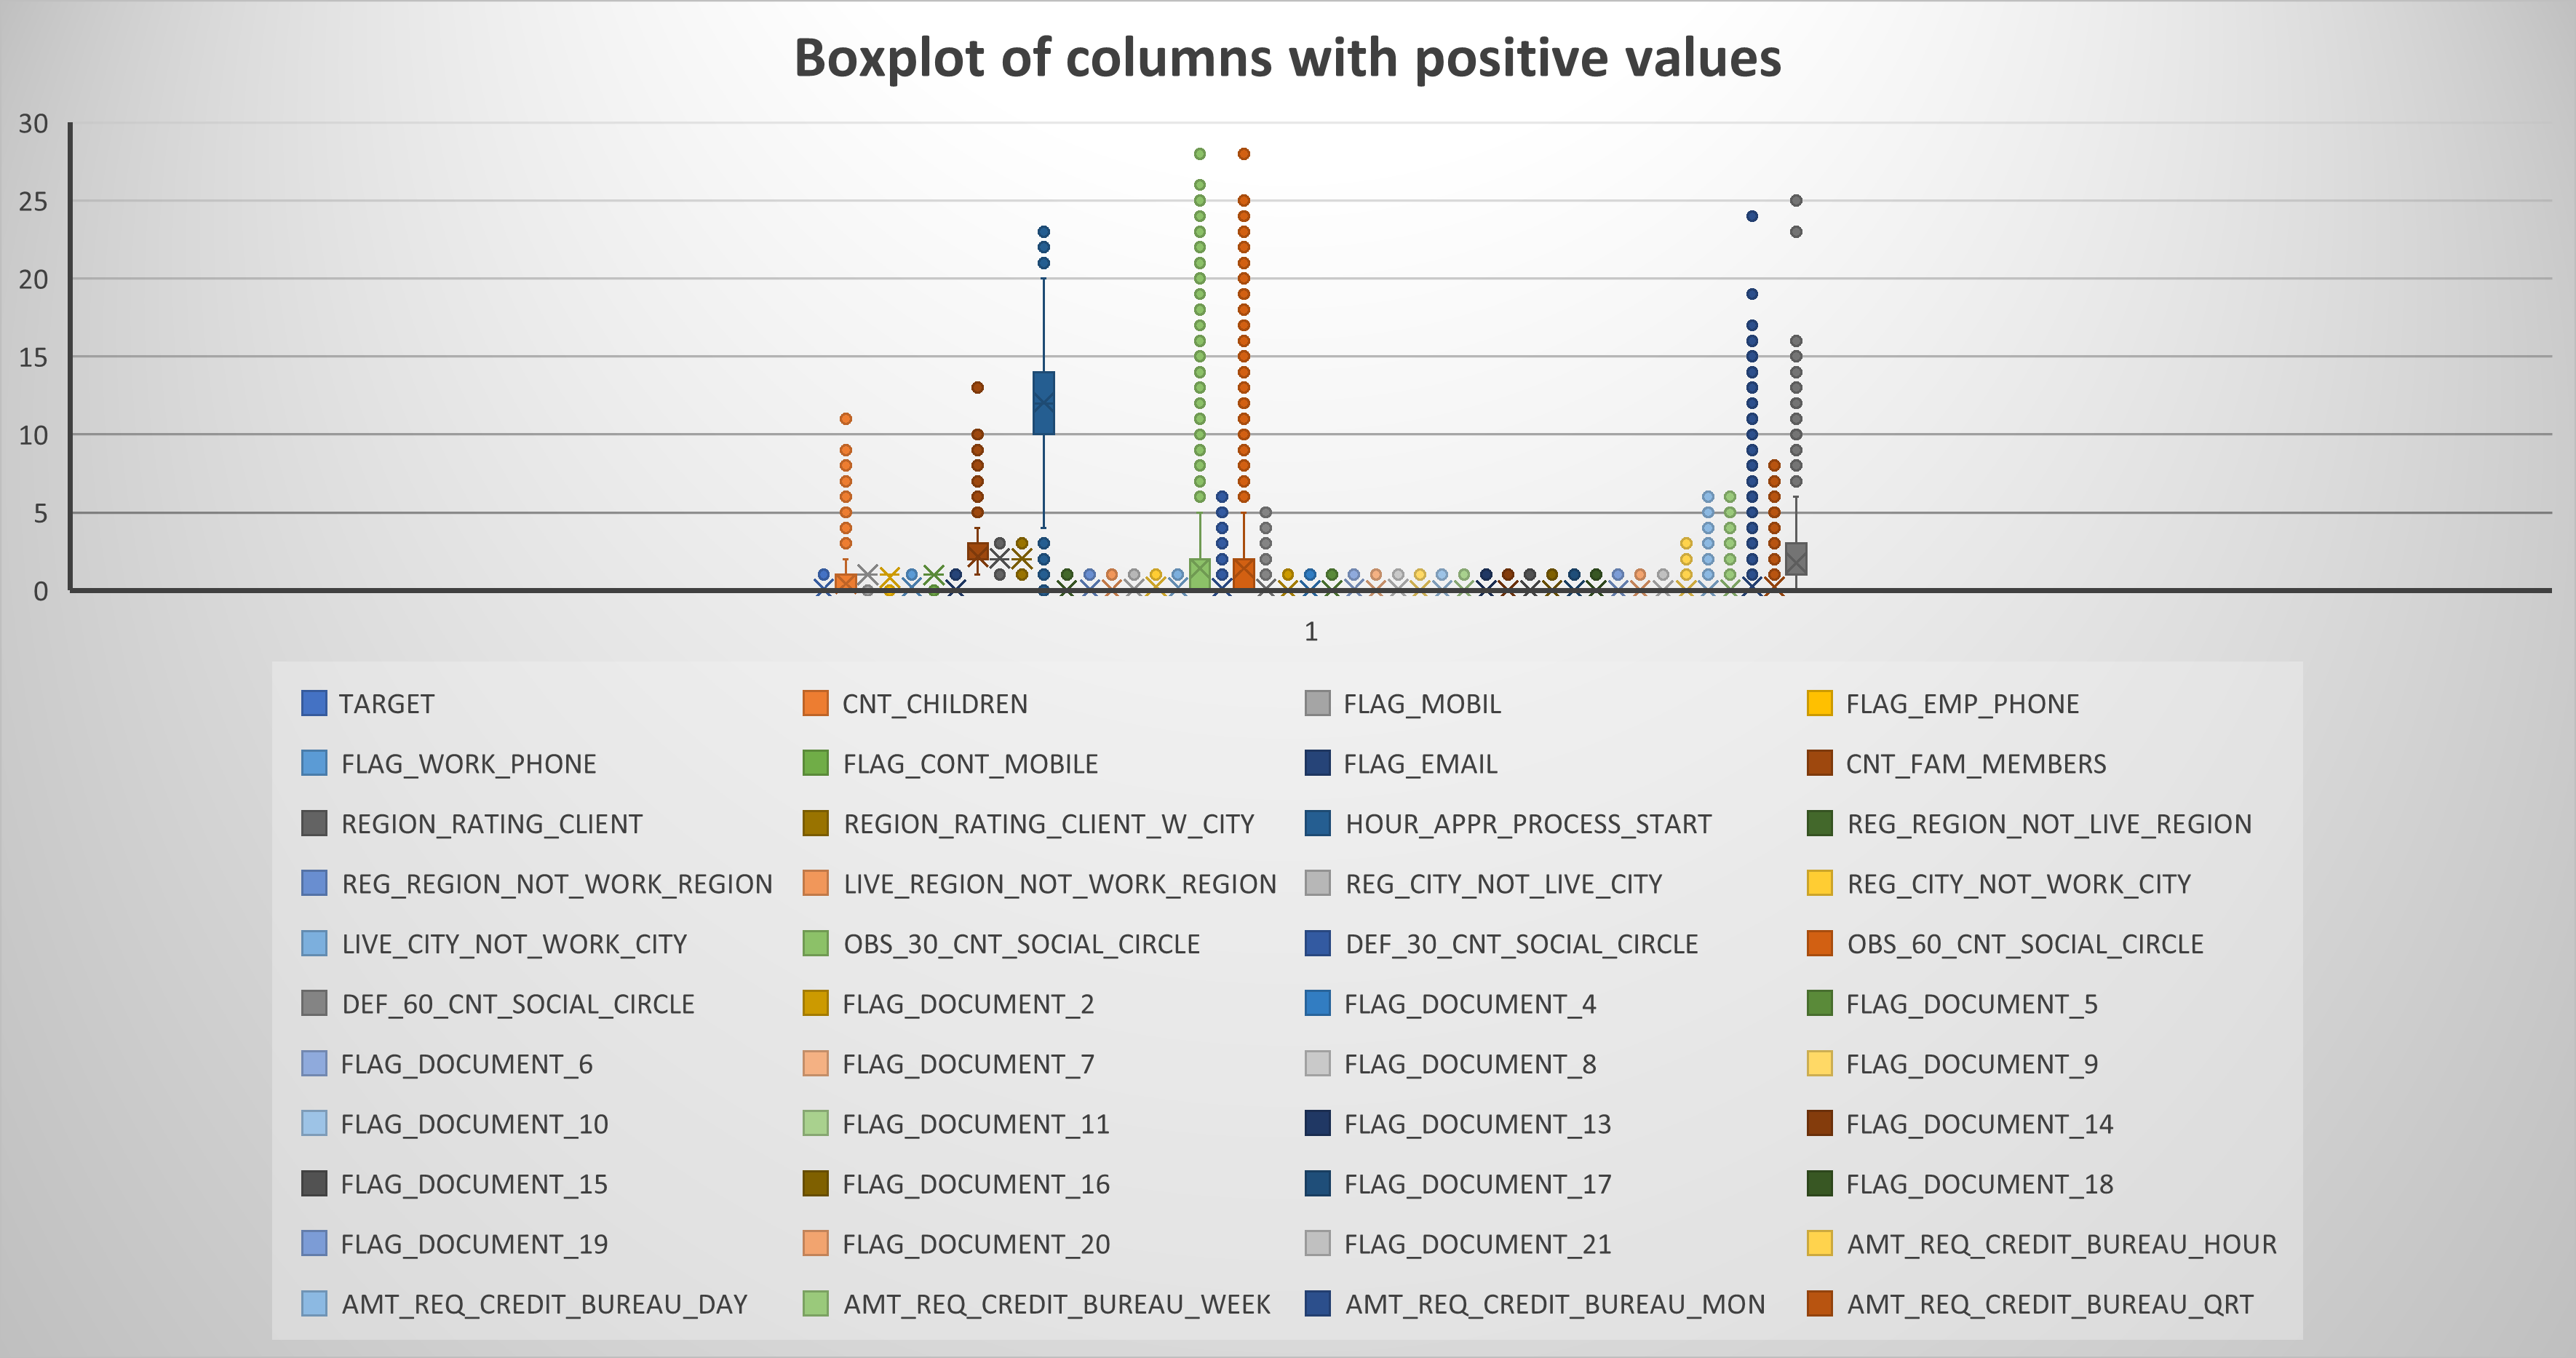 Boxplot of columns with positive values
30
25
20
15
10
5
0
1
TARGET CNT_CHILDREN FLAG_MOBIL FLAG_EMP_PHONE
FLAG_WORK_PHONE FLAG_CONT_MOBILE FLAG_EMAIL CNT_FAM_MEMBERS
REGION_RATING_CLIENT REGION_RATING_CLIENT_W_CITY HOUR_APPR_PROCESS_START REG_REGION_NOT_LIVE_REGION
REG_REGION_NOT_WORK_REGION LIVE_REGION_NOT_WORK_REGION REG_CITY_NOT_LIVE_CITY REG_CITY_NOT_WORK_CITY
LIVE_CITY_NOT_WORK_CITY OBS_30_CNT_SOCIAL_CIRCLE DEF_30_CNT_SOCIAL_CIRCLE OBS_60_CNT_SOCIAL_CIRCLE
DEF_60_CNT_SOCIAL_CIRCLE FLAG_DOCUMENT_2 FLAG_DOCUMENT_4 FLAG_DOCUMENT_5
FLAG_DOCUMENT_6 FLAG_DOCUMENT_7 FLAG_DOCUMENT_8 FLAG_DOCUMENT_9
FLAG_DOCUMENT_10 FLAG_DOCUMENT_11 FLAG_DOCUMENT_13 FLAG_DOCUMENT_14
FLAG_DOCUMENT_15 FLAG_DOCUMENT_16 FLAG_DOCUMENT_17 FLAG_DOCUMENT_18
FLAG_DOCUMENT_19 FLAG_DOCUMENT_20 FLAG_DOCUMENT_21 AMT_REQ_CREDIT_BUREAU_HOUR
AMT_REQ_CREDIT_BUREAU_DAY AMT_REQ_CREDIT_BUREAU_WEEK AMT_REQ_CREDIT_BUREAU_MON AMT_REQ_CREDIT_BUREAU_QRT